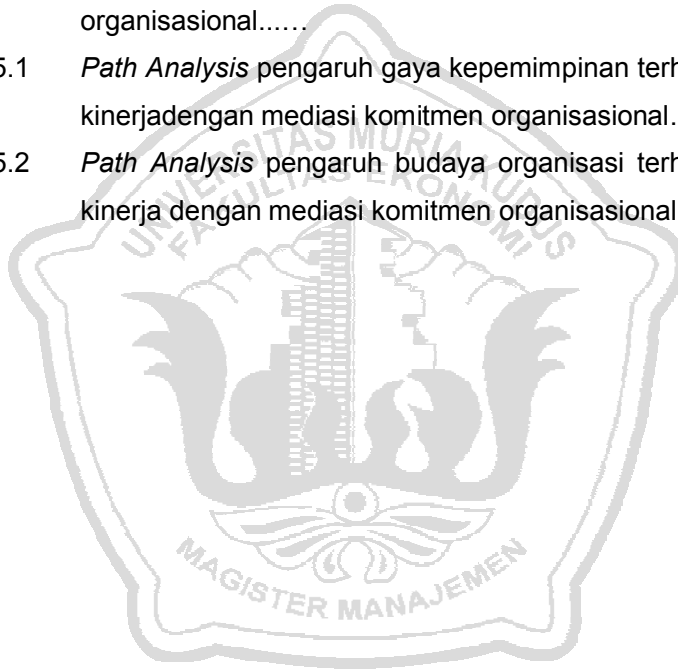 organisasional...…
5.1 Path Analysis pengaruh gaya kepemimpinan terh
kinerjadengan mediasi komitmen organisasional.
5.2 Path Analysis pengaruh budaya organisasi terh
kinerja dengan mediasi komitmen organisasional
UNIVERSITAS MURIA KUDUS
FAKULTAS EKONOMI
MAGISTER MANAJEMEN